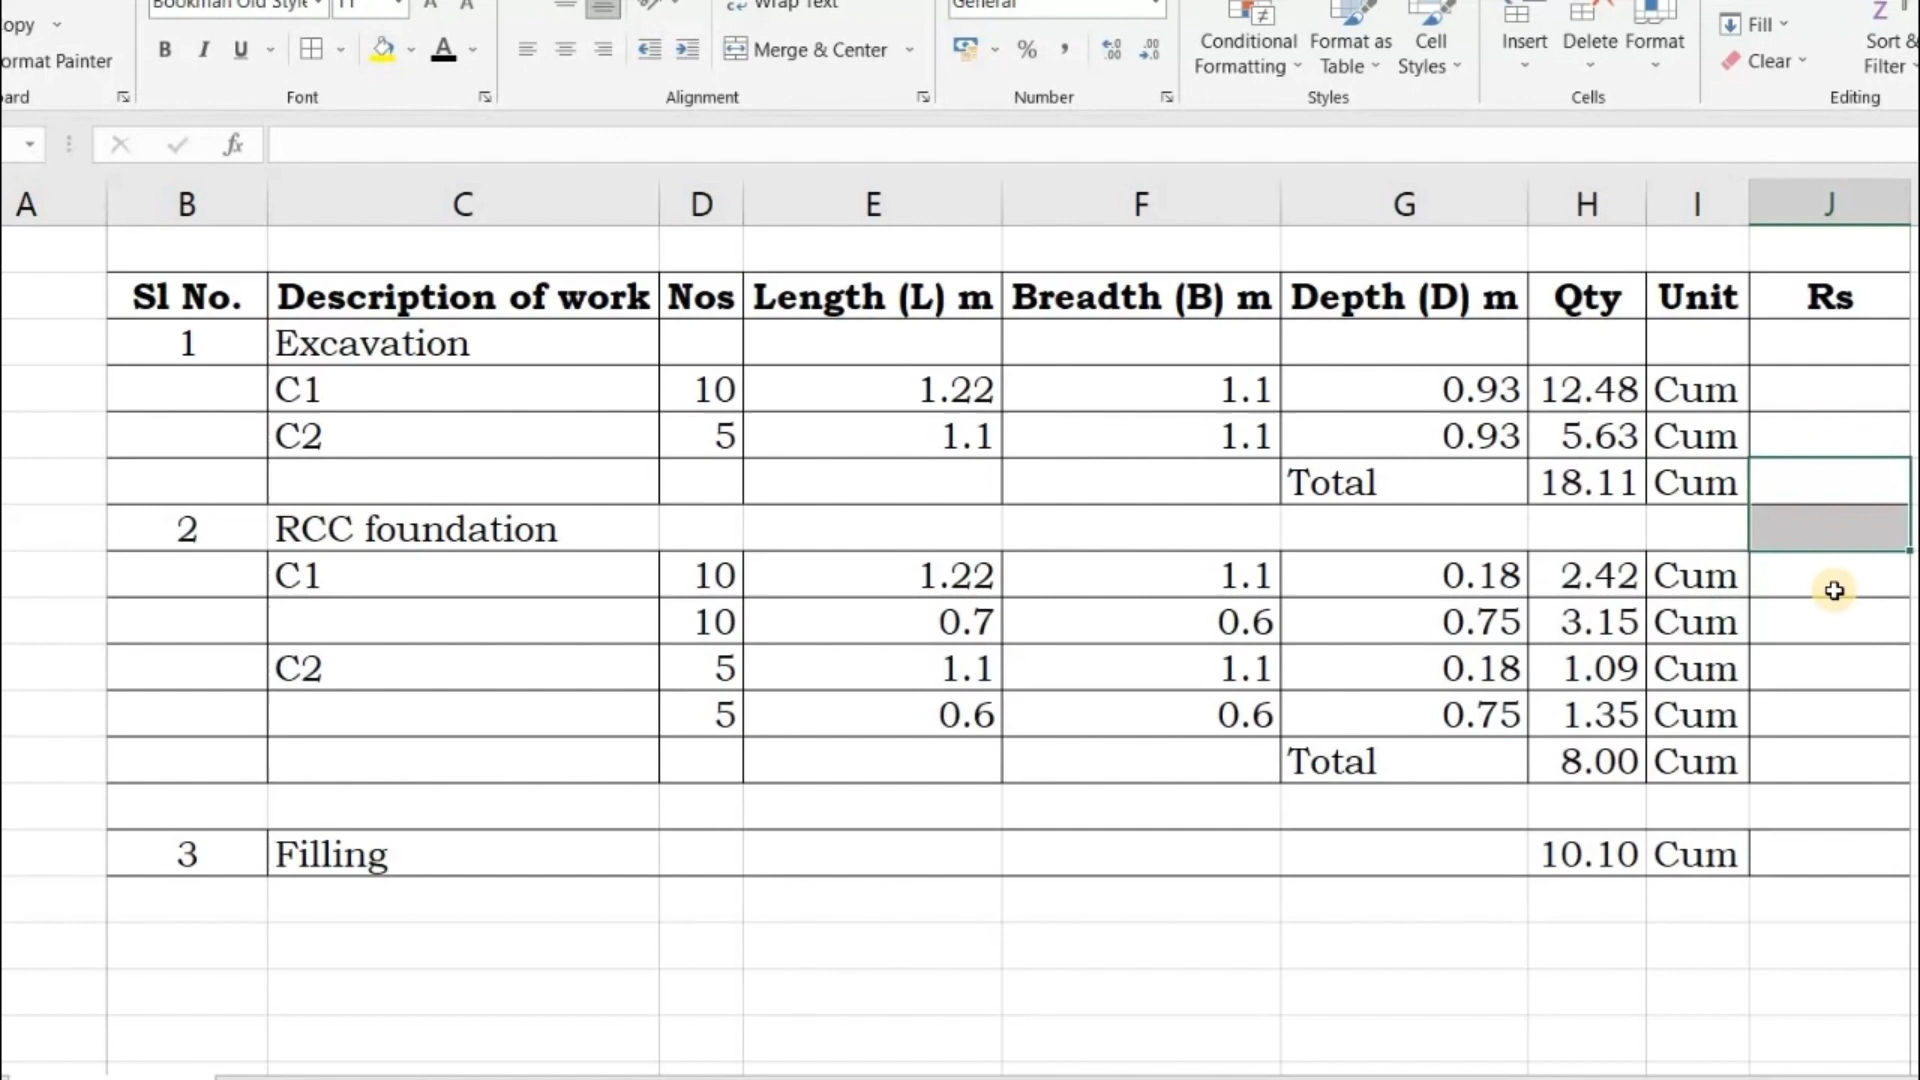 Bookman Old Style 11
General
Wrap Text
opy
ormat Painter
B I U A
Merge & Center
%
Conditional Formatting
Format as Table
Cell Styles
Insert
Delete
Format
Fill
Clear
Sort & Filter
ard
Font
Alignment
Number
Styles
Cells
Editing
fx
A B C D E F G H I J
Sl No. Description of work Nos Length (L) m Breadth (B) m Depth (D) m Qty Unit Rs
1 Excavation
C1 10 1.22 1.1 0.93 12.48 Cum
C2 5 1.1 1.1 0.93 5.63 Cum
Total 18.11 Cum
2 RCC foundation
C1 10 1.22 1.1 0.18 2.42 Cum
10 0.7 0.6 0.75 3.15 Cum
C2 5 1.1 1.1 0.18 1.09 Cum
5 0.6 0.6 0.75 1.35 Cum
Total 8.00 Cum
3 Filling 10.10 Cum